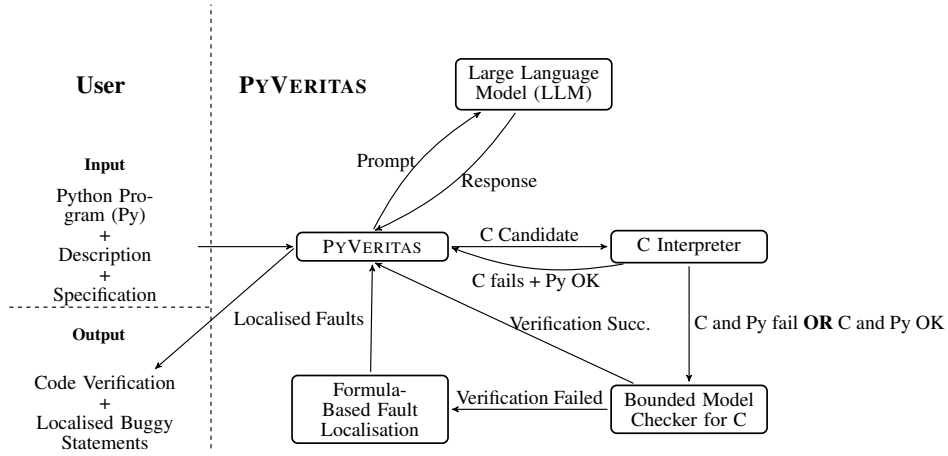 User
PYVERITAS
Large Language
Model (LLM)
Prompt
Response
Input
Python Pro-
gram (Py)
+
Description
+
Specification
PYVERITAS
C Candidate
C Interpreter
C fails + Py OK
Localised Faults
Verification Succ.
C and Py fail OR C and Py OK
Output
Code Verification
+
Localised Buggy
Statements
Formula-
Based Fault
Localisation
Verification Failed
Bounded Model
Checker for C